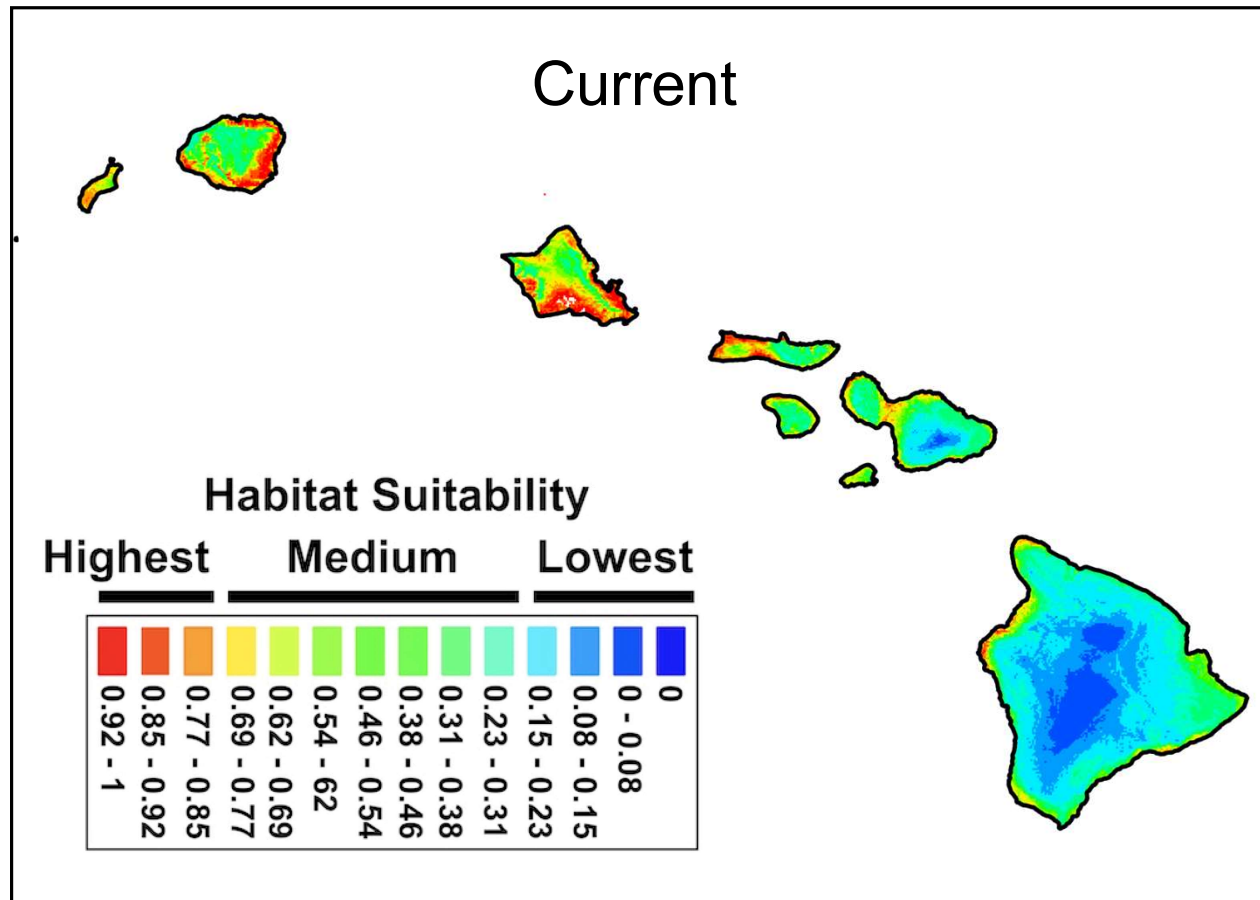 Current
Habitat Suitability
Highest Medium Lowest
0.92 - 1
0.85 - 0.92
0.77 - 0.85
0.69 - 0.77
0.62 - 0.69
0.54 - 62
0.46 - 0.54
0.38 - 0.46
0.31 - 0.38
0.23 - 0.31
0.15 - 0.23
0.08 - 0.15
0 - 0.08
0